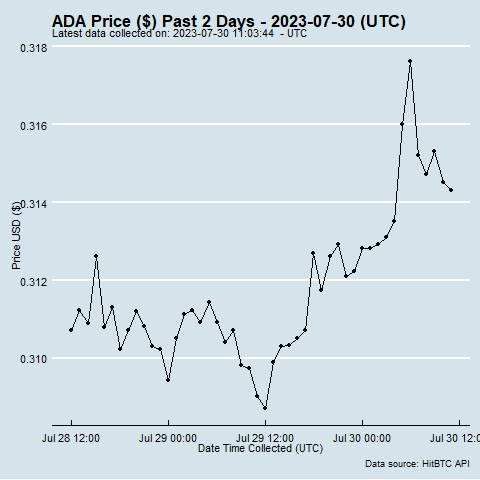 ADA Price ($) Past 2 Days - 2023-07-30 (UTC)
Latest data collected on: 2023-07-30 11:03:44 - UTC
0.318
0.316
0.314
0.312
0.310
Price USD ($)
Jul 28 12:00
Jul 29 00:00
Jul 29 12:00
Jul 30 00:00
Jul 30 12:00
Date Time Collected (UTC)
Data source: HitBTC API